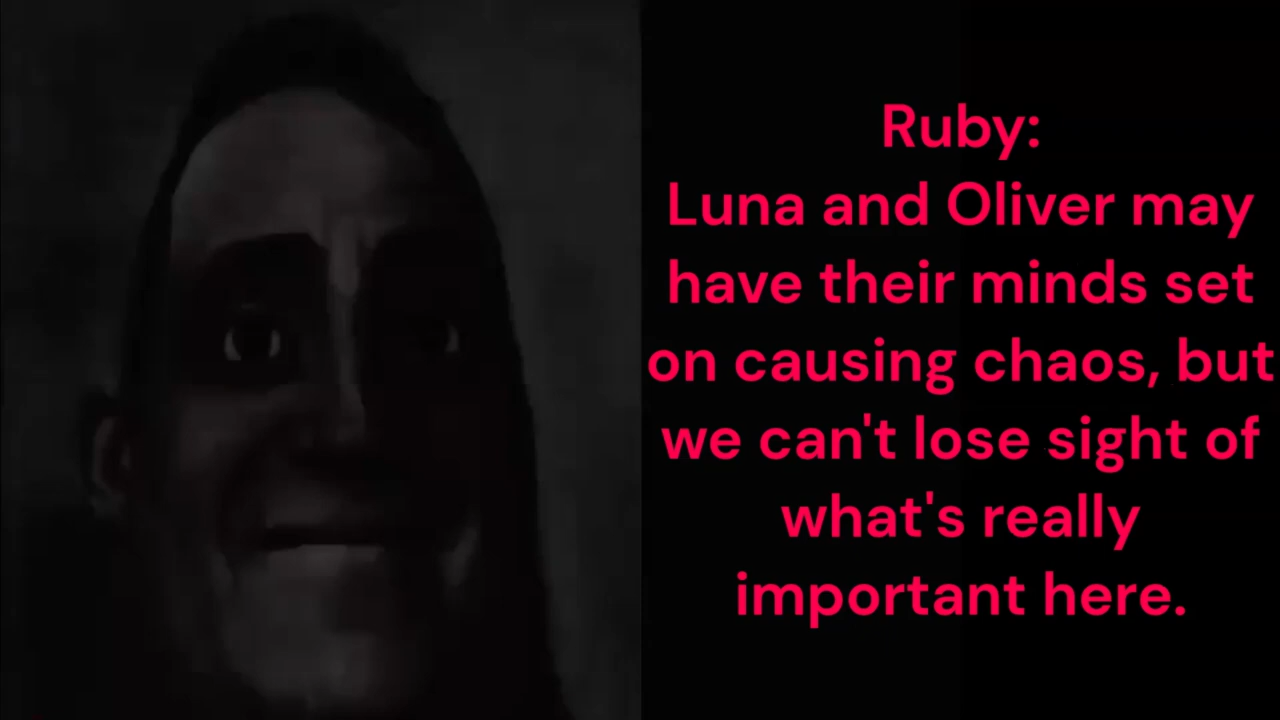 Ruby:
Luna and Oliver may
have their minds set
on causing chaos, but
we can't lose sight of
what's really
important here.